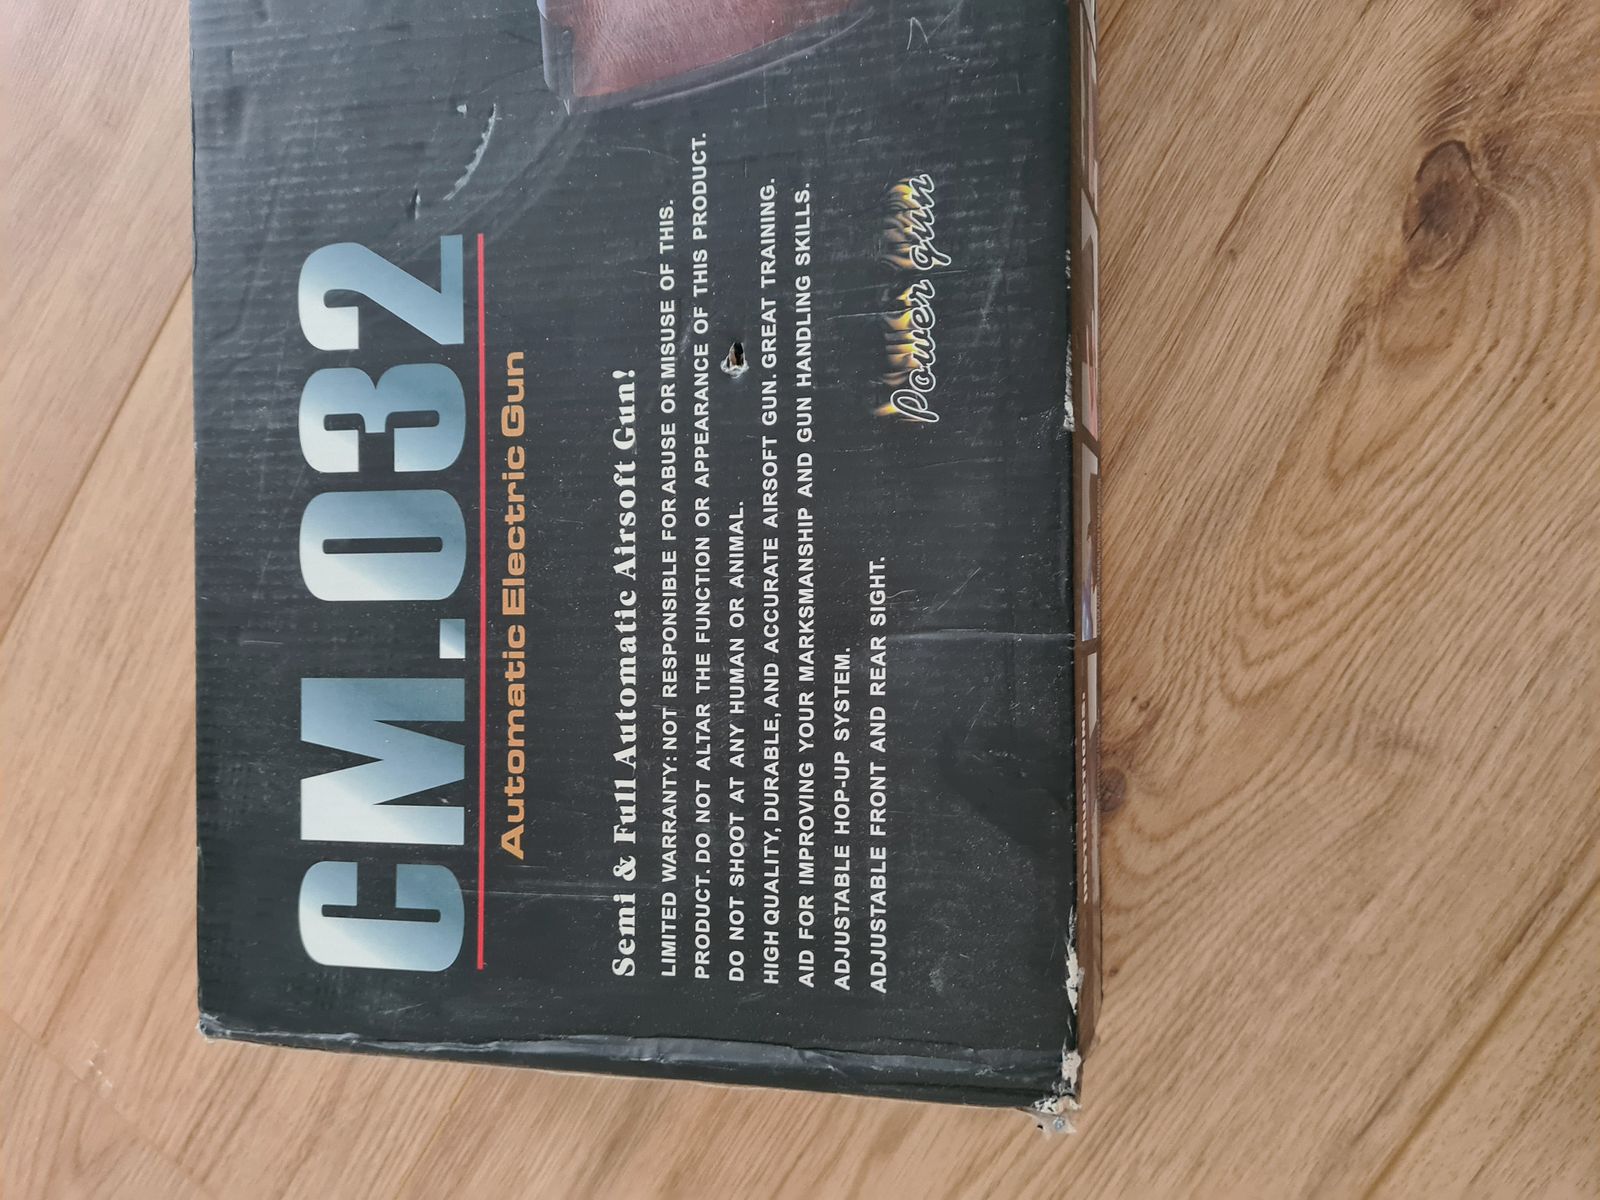 CM.032
Automatic Electric Gun
Semi & Full Automatic Airsoft Gun!
LIMITED WARRANTY: NOT RESPONSIBLE FOR ABUSE OR MISUSE OF THIS.
PRODUCT. DO NOT ALTAR THE FUNCTION OR APPEARANCE OF THIS PRODUCT.
DO NOT SHOOT AT ANY HUMAN OR ANIMAL.
HIGH QUALITY, DURABLE, AND ACCURATE AIRSOFT GUN. GREAT TRAINING.
AID FOR IMPROVING YOUR MARKSMANSHIP AND GUN HANDLING SKILLS.
ADJUSTABLE HOP-UP SYSTEM.
ADJUSTABLE FRONT AND REAR SIGHT.
Power gun